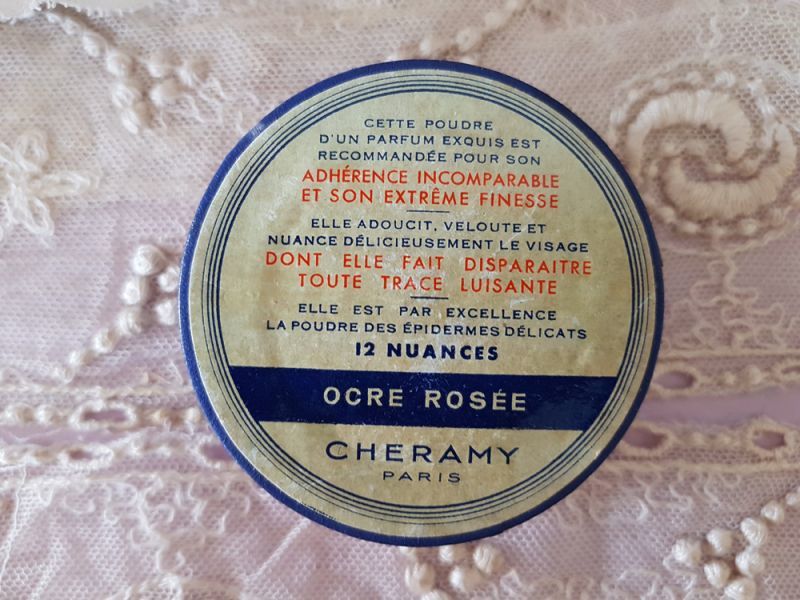 CETTE POUDRE
D'UN PARFUM EXQUIS EST
RECOMMANDÉE POUR SON
ADHÉRENCE INCOMPARABLE
ET SON EXTRÊME FINESSE
ELLE ADOUCIT, VELOUTE ET
NUANCE DÉLICIEUSEMENT LE VISAGE
DONT ELLE FAIT DISPARAITRE
TOUTE TRACE LUISANTE
ELLE EST PAR EXCELLENCE
LA POUDRE DES ÉPIDERMES DÉLICATS
12 NUANCES
OCRE ROSÉE
CHERAMY
PARIS